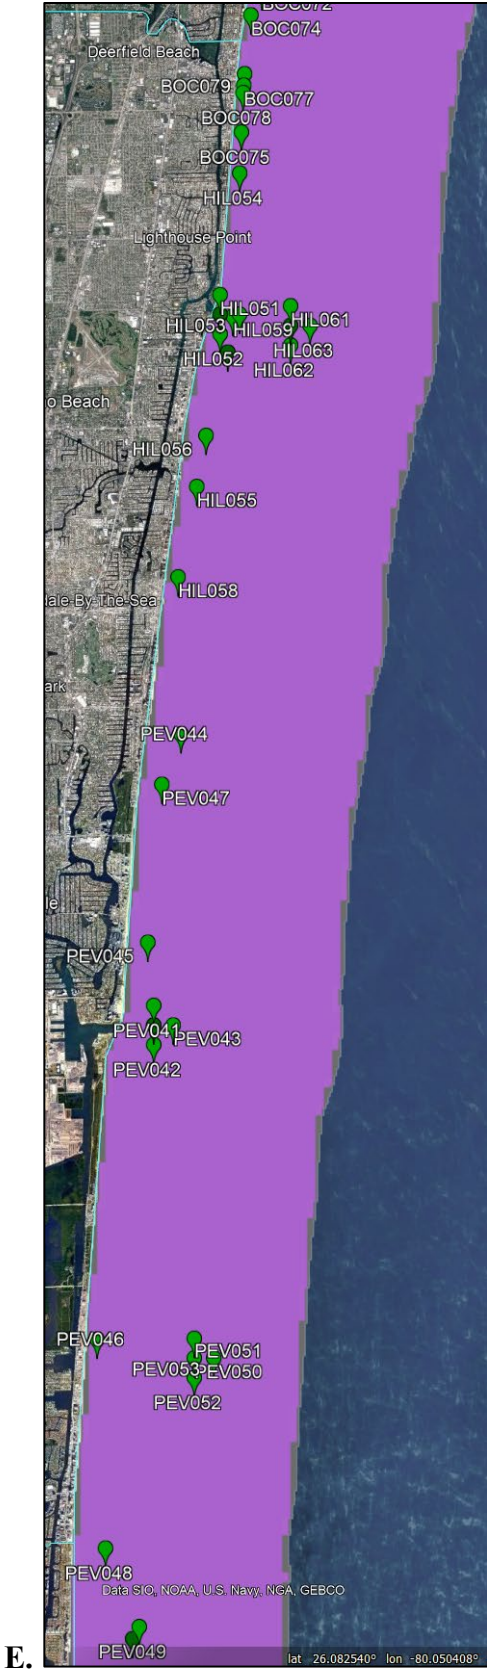 BOC072
BOC074
Deerfield Beach
BOC079
BOC077
BOC078
BOC075
HIL054
Lighthouse Point
HIL051
HIL061
HIL053
HIL059
HIL063
HIL052
HIL062
o Beach
HIL056
HIL055
HIL058
dale-By-The-Sea
ark
PEV044
PEV047
le
PEV045
PEV041
PEV043
PEV042
PEV046
PEV051
PEV053
PEV050
PEV052
PEV048
Data SIO, NOAA, U.S. Navy, NGA, GEBCO
PEV049
E.
lat 26.082540° lon -80.050408°